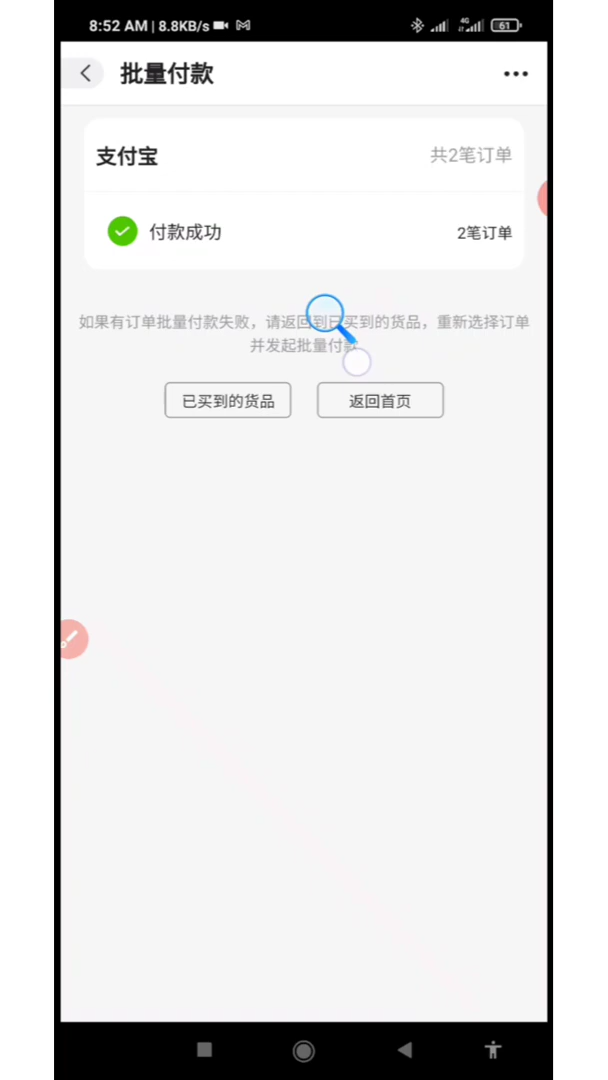 8:52 AM | 8.8KB/s
4G
61
批量付款
支付宝
共2笔订单
付款成功
2笔订单
如果有订单批量付款失败，请返回到已买到的货品，重新选择订单
并发起批量付款
已买到的货品
返回首页